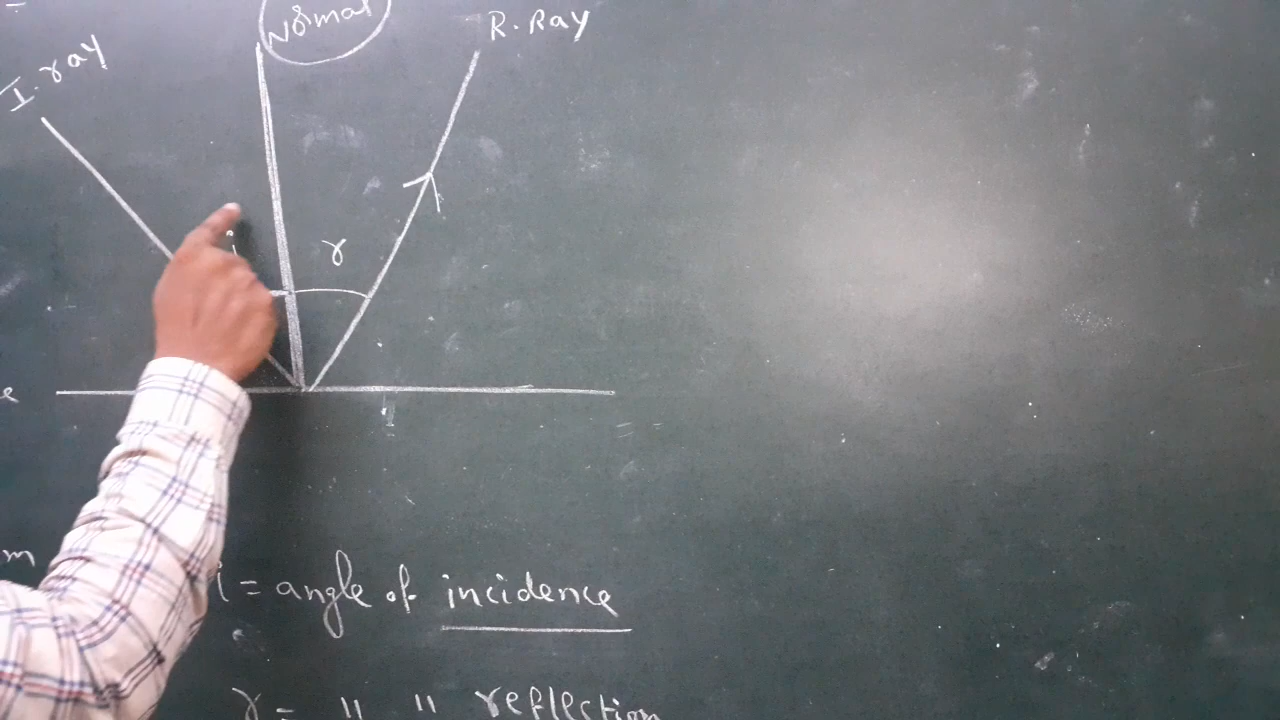 Normal
R. Ray
I. ray
i
r
i = angle of incidence
r = " " reflection